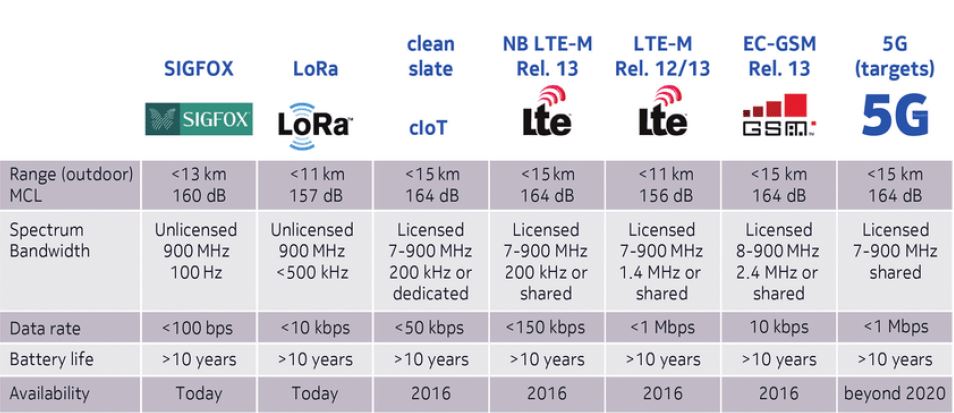 SIGFOX LoRa clean slate NB LTE-M Rel. 13 LTE-M Rel. 12/13 EC-GSM Rel. 13 5G (targets)
SIGFOX LoRa cIoT Lte Lte GSM 5G
Range (outdoor) MCL <13 km 160 dB <11 km 157 dB <15 km 164 dB <15 km 164 dB <11 km 156 dB <15 km 164 dB <15 km 164 dB
Spectrum Bandwidth Unlicensed 900 MHz 100 Hz Unlicensed 900 MHz <500 kHz Licensed 7-900 MHz 200 kHz or dedicated Licensed 7-900 MHz 200 kHz or shared Licensed 7-900 MHz 1.4 MHz or shared Licensed 8-900 MHz 2.4 MHz or shared Licensed 7-900 MHz shared
Data rate <100 bps <10 kbps <50 kbps <150 kbps <1 Mbps 10 kbps <1 Mbps
Battery life >10 years >10 years >10 years >10 years >10 years >10 years >10 years
Availability Today Today 2016 2016 2016 2016 beyond 2020